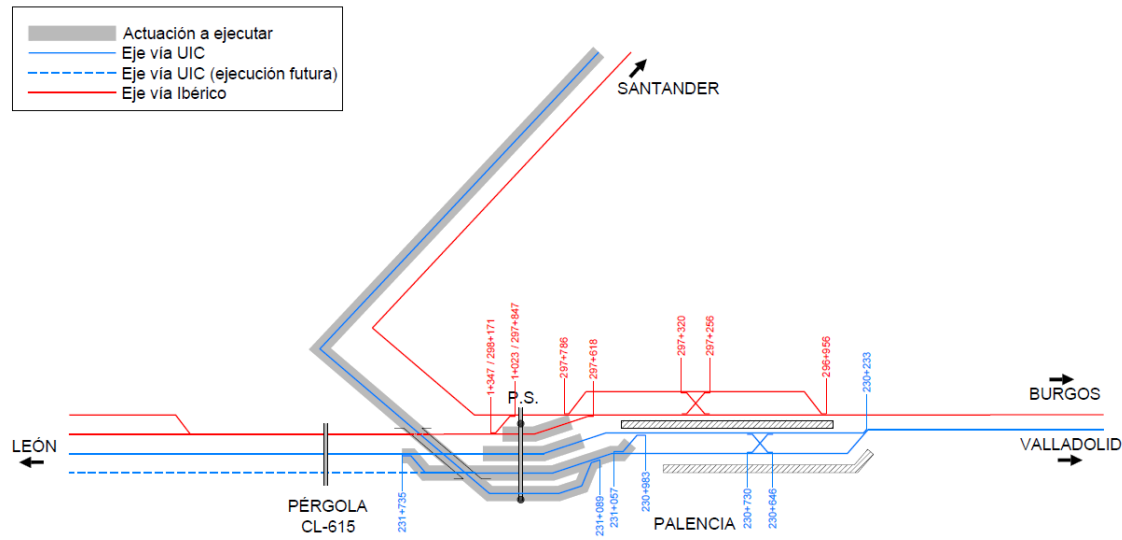 Actuación a ejecutar
Eje vía UIC
Eje vía UIC (ejecución futura)
Eje vía Ibérico
SANTANDER
1+347 / 298+171
1+023 / 297+847
297+786
297+618
297+320
297+256
296+956
230+233
P.S.
BURGOS
LEÓN
VALLADOLID
PÉRGOLA
CL-615
231+735
231+089
231+057
230+983
PALENCIA
230+730
230+646